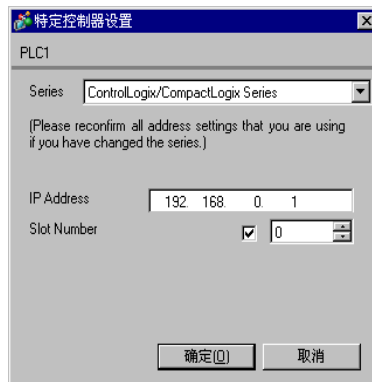 特定控制器设置
PLC1
Series ControlLogix/CompactLogix Series
(Please reconfirm all address settings that you are using
if you have changed the series.)
IP Address 192. 168. 0. 1
Slot Number 0
确定(O) 取消